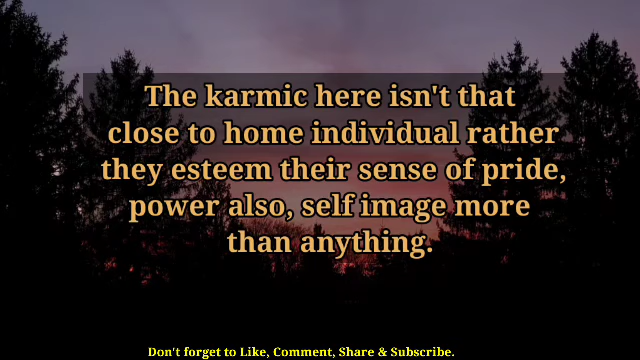 The karmic here isn't that
close to home individual rather
they esteem their sense of pride,
power also, self image more
than anything.
Don't forget to Like, Comment, Share & Subscribe.